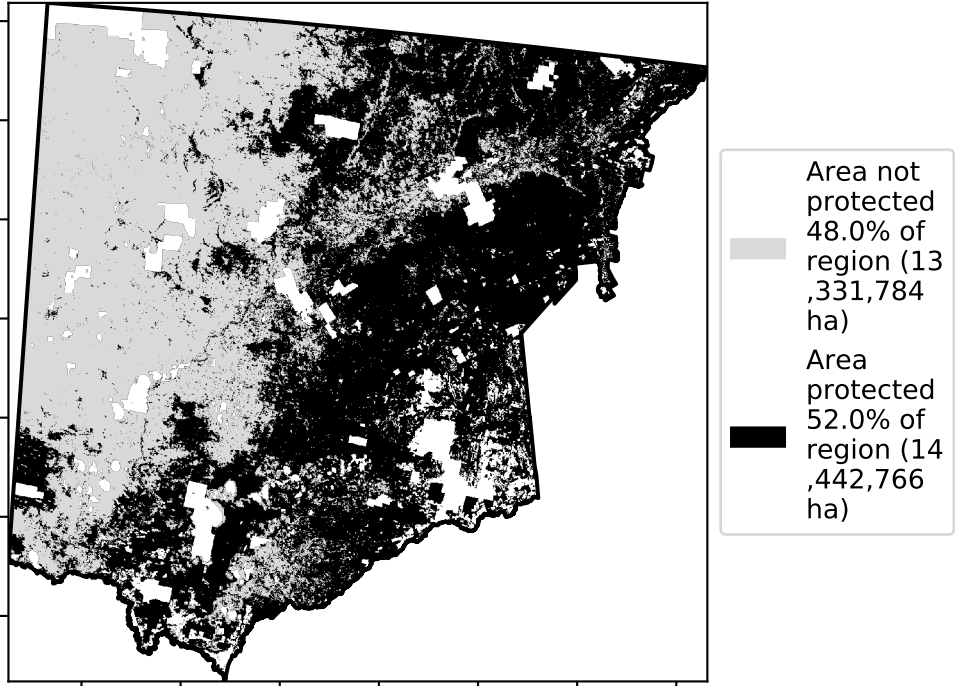 Area not
protected
48.0% of
region (13
,331,784
ha)
Area
protected
52.0% of
region (14
,442,766
ha)